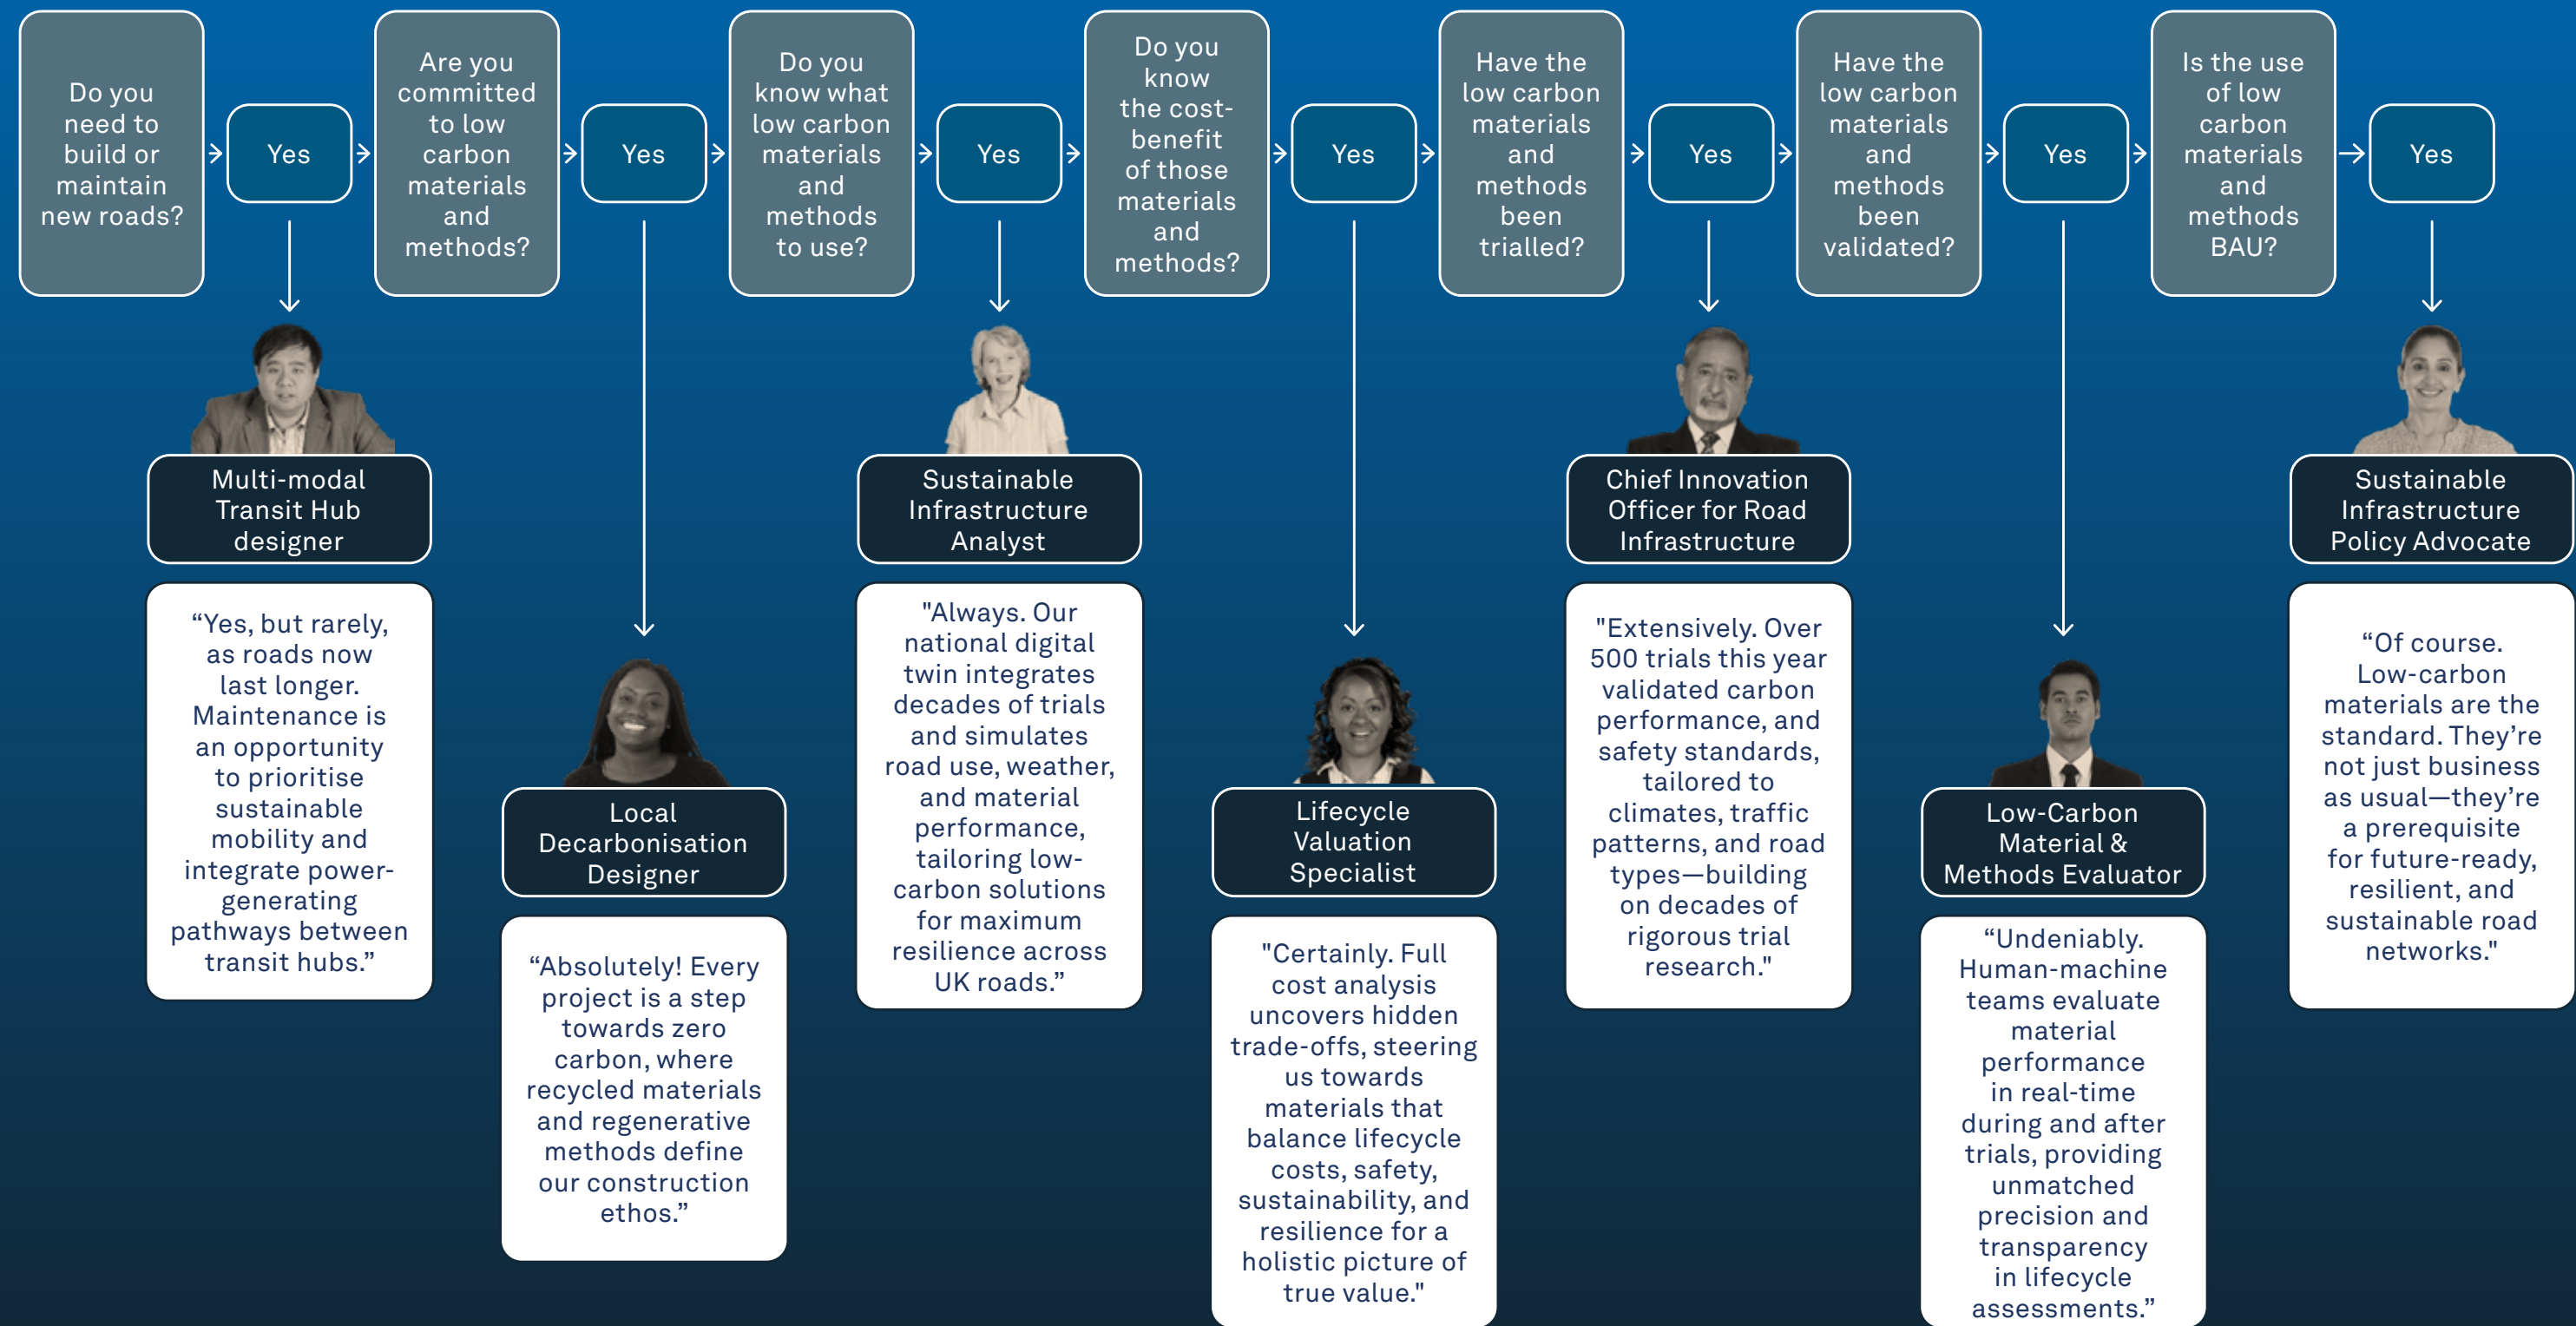 Do you
need to
build or
maintain
new roads?
Yes
Are you
committed
to low
carbon
materials
and
methods?
Yes
Do you
know what
low carbon
materials
and
methods
to use?
Yes
Do you
know
the cost-
benefit
of those
materials
and
methods?
Yes
Have the
low carbon
materials
and
methods
been
trialled?
Yes
Have the
low carbon
materials
and
methods
been
validated?
Yes
Is the use
of low
carbon
materials
and
methods
BAU?
Yes
Multi-modal
Transit Hub
designer
“Yes, but rarely,
as roads now
last longer.
Maintenance is
an opportunity
to prioritise
sustainable
mobility and
integrate power-
generating
pathways between
transit hubs.”
Local
Decarbonisation
Designer
“Absolutely! Every
project is a step
towards zero
carbon, where
recycled materials
and regenerative
methods define
our construction
ethos.”
Sustainable
Infrastructure
Analyst
"Always. Our
national digital
twin integrates
decades of trials
and simulates
road use, weather,
and material
performance,
tailoring low-
carbon solutions
for maximum
resilience across
UK roads.”
Lifecycle
Valuation
Specialist
"Certainly. Full
cost analysis
uncovers hidden
trade-offs, steering
us towards
materials that
balance lifecycle
costs, safety,
sustainability, and
resilience for a
holistic picture of
true value."
Chief Innovation
Officer for Road
Infrastructure
"Extensively. Over
500 trials this year
validated carbon
performance, and
safety standards,
tailored to
climates, traffic
patterns, and road
types—building
on decades of
rigorous trial
research."
Low-Carbon
Material &
Methods Evaluator
“Undeniably.
Human-machine
teams evaluate
material
performance
in real-time
during and after
trials, providing
unmatched
precision and
transparency
in lifecycle
assessments.”
Sustainable
Infrastructure
Policy Advocate
“Of course.
Low-carbon
materials are the
standard. They’re
not just business
as usual—they’re
a prerequisite
for future-ready,
resilient, and
sustainable road
networks."